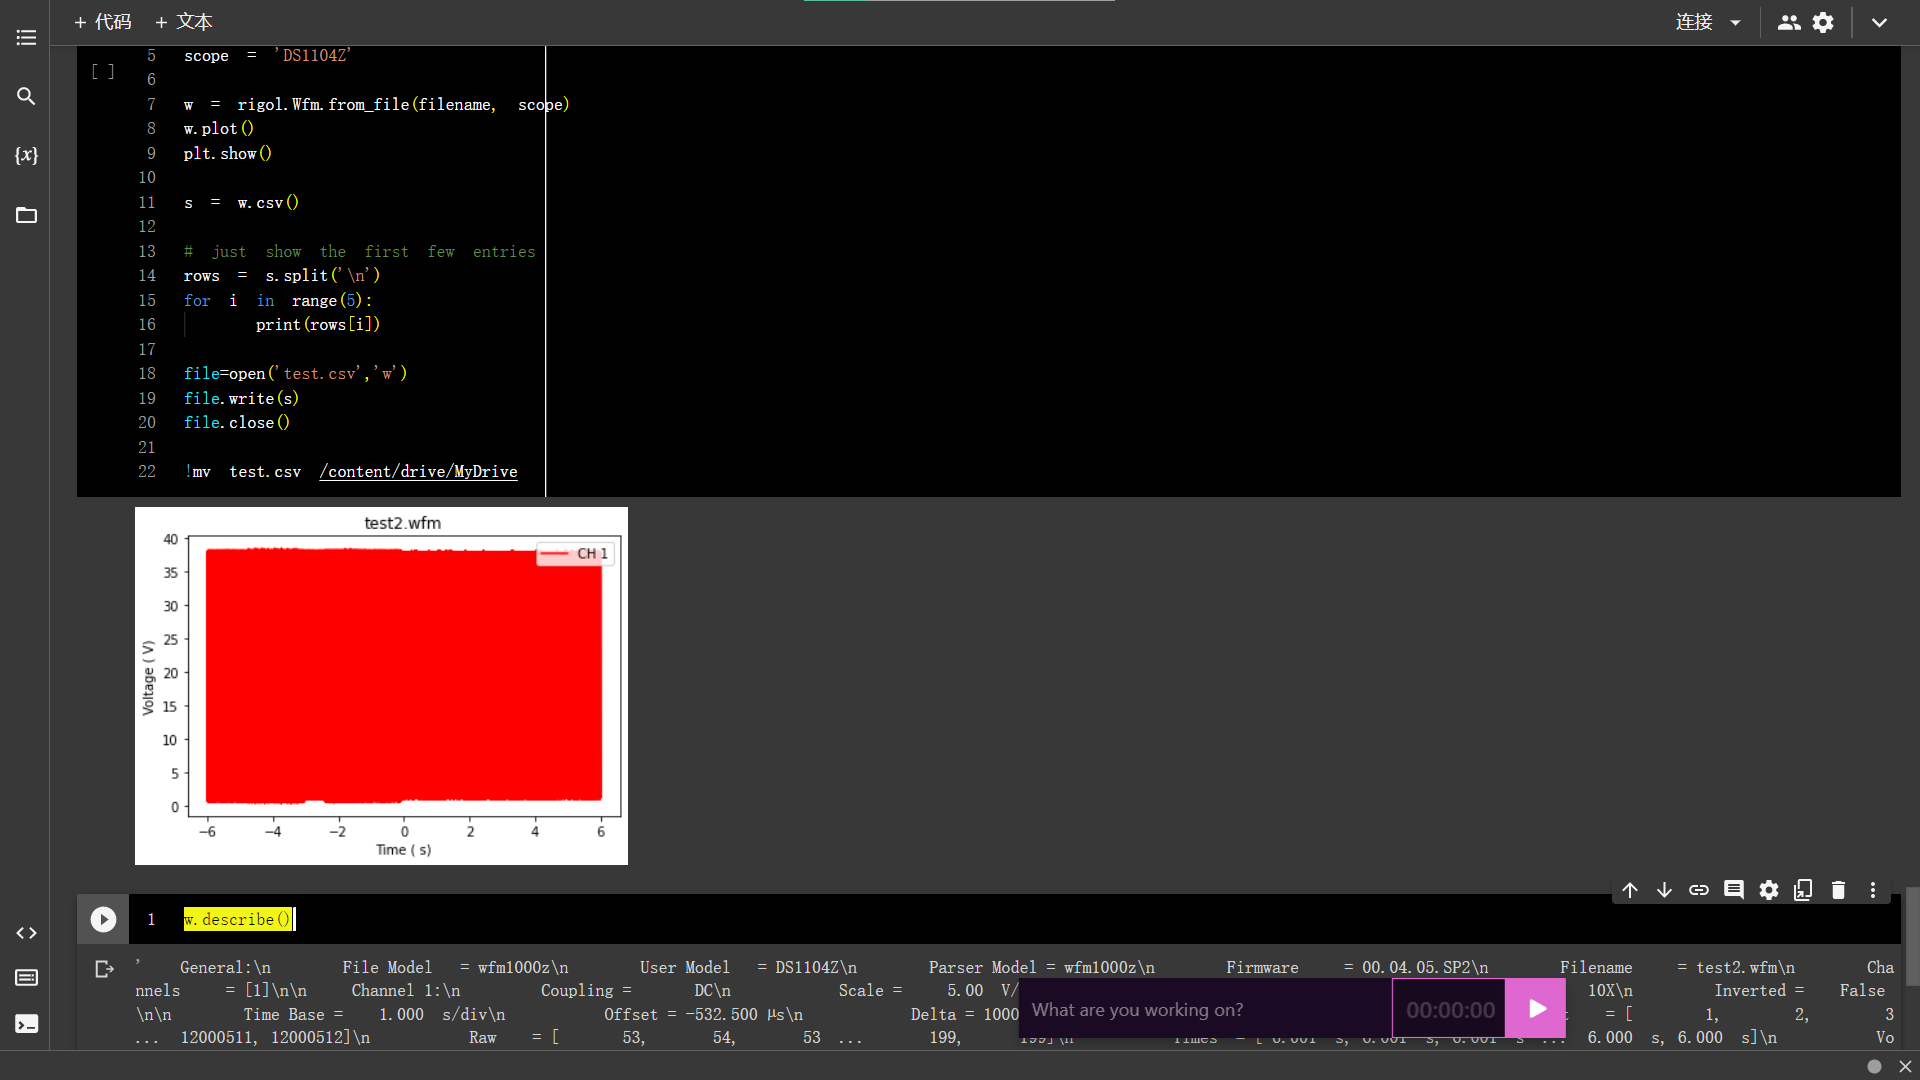 + 代码 + 文本
连接
[ ]
5 scope = 'DS1104Z'
6
7 w = rigol.Wfm.from_file(filename, scope)
8 w.plot()
9 plt.show()
10
11 s = w.csv()
12
13 # just show the first few entries
14 rows = s.split('\n')
15 for i in range(5):
16 print(rows[i])
17
18 file=open('test.csv','w')
19 file.write(s)
20 file.close()
21
22 !mv test.csv /content/drive/MyDrive
test2.wfm
CH 1
40
35
30
25
20
15
10
5
0
Voltage ( V)
−6 −4 −2 0 2 4 6
Time ( s)
1 w.describe()
' General:\n File Model = wfm1000z\n User Model = DS1104Z\n Parser Model = wfm1000z\n Firmware = 00.04.05.SP2\n Filename = test2.wfm\n Cha
nnels = [1]\n\n Channel 1:\n Coupling = DC\n Scale = 5.00 V/ 10X\n Inverted = False
\n\n Time Base = 1.000 s/div\n Offset = -532.500 µs\n Delta = 1000 = [ 1, 2, 3
... 12000511, 12000512]\n Raw = [ 53, 54, 53 ... 199, 199]\n Times = [ 6.001 s, 6.001 s, 6.001 s ... 6.000 s, 6.000 s]\n Vo
What are you working on?
00:00:00